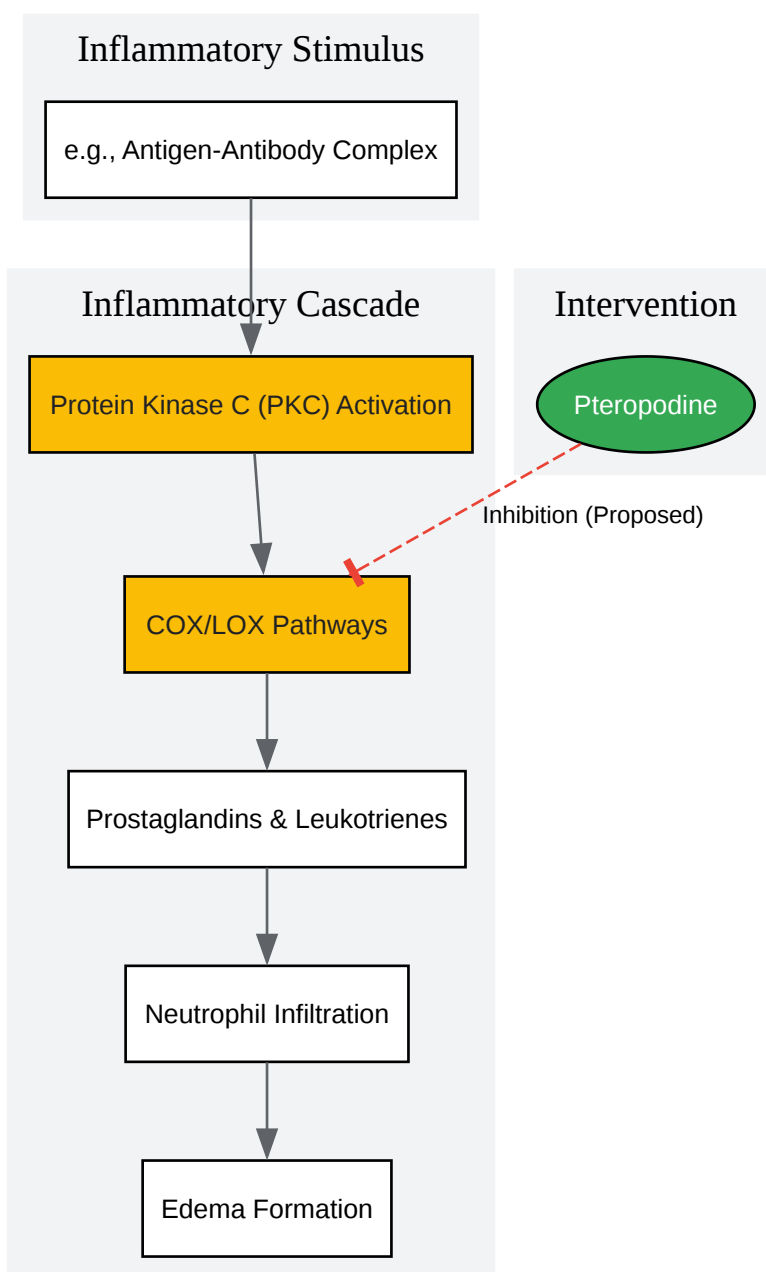 Inflammatory Stimulus
e.g., Antigen-Antibody Complex
Inflammatory Cascade
Intervention
Protein Kinase C (PKC) Activation
Pteropodine
Inhibition (Proposed)
COX/LOX Pathways
Prostaglandins & Leukotrienes
Neutrophil Infiltration
Edema Formation